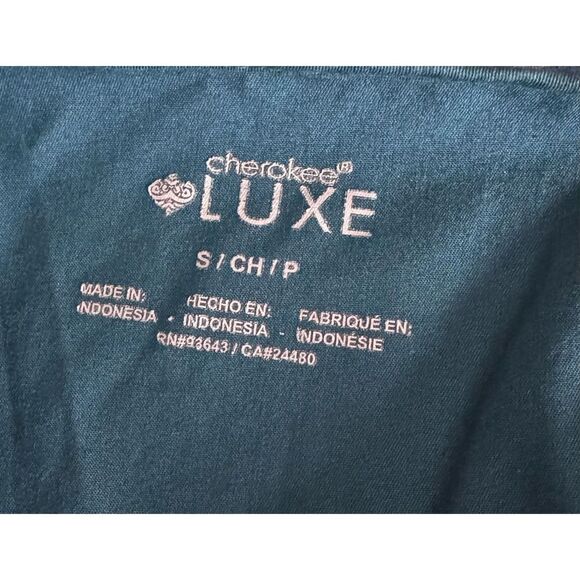 cherokee®
LUXE
S / CH / P
MADE IN: HECHO EN: FABRIQUÉ EN:
INDONESIA - INDONESIA - INDONÉSIE
RN#93643 / CA#24480